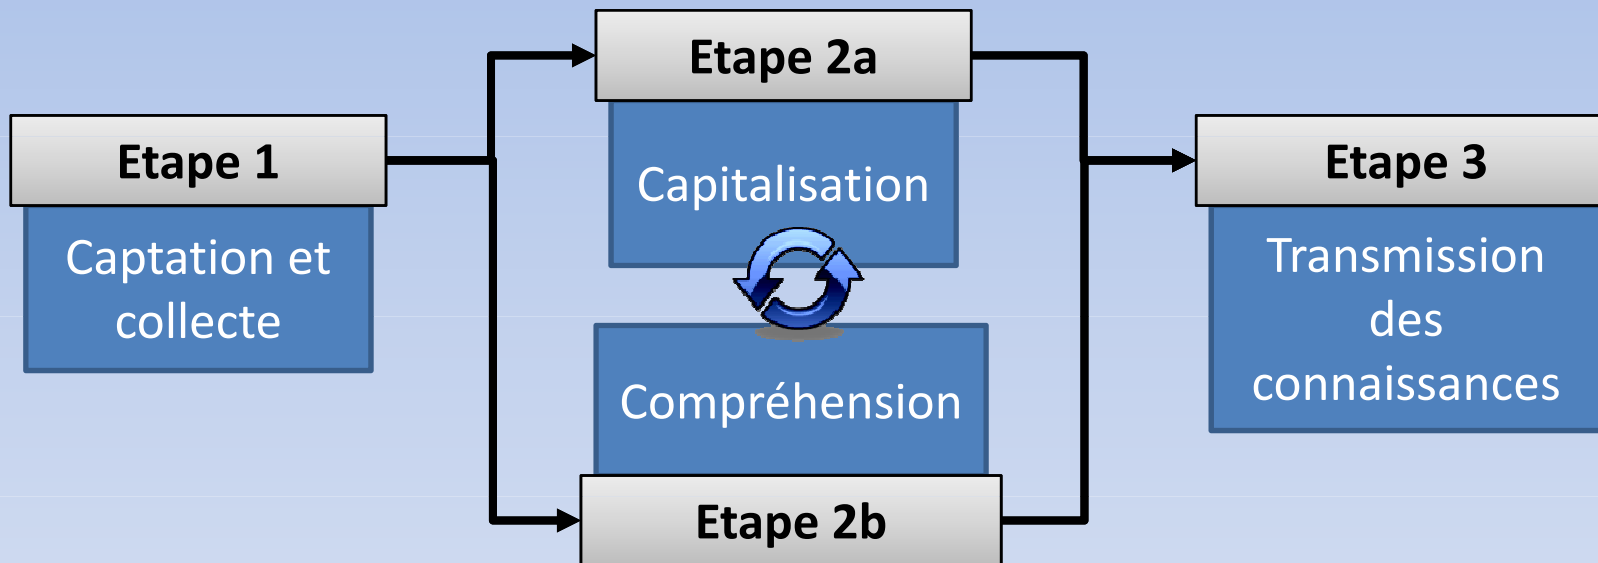 Etape 1
Captation et
collecte
Etape 2a
Capitalisation
Compréhension
Etape 2b
Etape 3
Transmission
des
connaissances